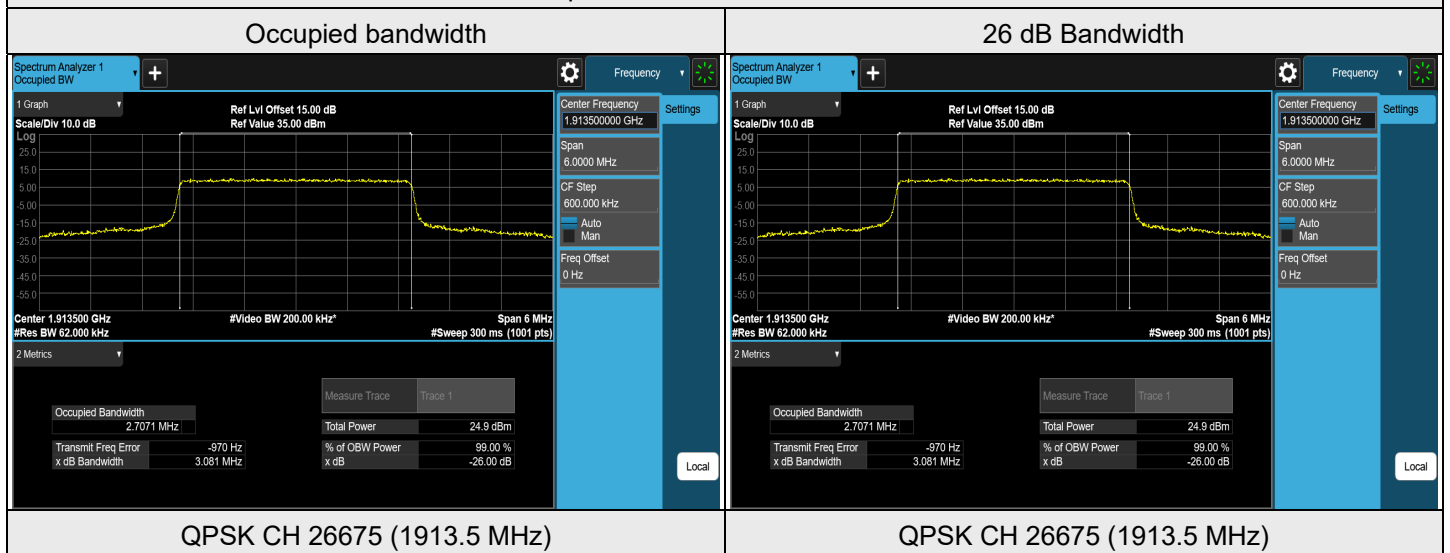 Occupied bandwidth
26 dB Bandwidth
Spectrum Analyzer 1
Occupied BW
+
Frequency
1 Graph
Scale/Div 10.0 dB
Ref Lvl Offset 15.00 dB
Ref Value 35.00 dBm
Log
25.0
15.0
5.00
-5.00
-15.0
-25.0
-35.0
-45.0
-55.0
Center 1.913500 GHz
#Res BW 62.000 kHz
#Video BW 200.00 kHz*
Span 6 MHz
#Sweep 300 ms (1001 pts)
Center Frequency
1.913500000 GHz
Settings
Span
6.0000 MHz
CF Step
600.000 kHz
Auto
Man
Freq Offset
0 Hz
Local
2 Metrics
Measure Trace Trace 1
Occupied Bandwidth
2.7071 MHz
Total Power 24.9 dBm
Transmit Freq Error -970 Hz
% of OBW Power 99.00 %
x dB Bandwidth 3.081 MHz
x dB -26.00 dB
Spectrum Analyzer 1
Occupied BW
+
Frequency
1 Graph
Scale/Div 10.0 dB
Ref Lvl Offset 15.00 dB
Ref Value 35.00 dBm
Log
25.0
15.0
5.00
-5.00
-15.0
-25.0
-35.0
-45.0
-55.0
Center 1.913500 GHz
#Res BW 62.000 kHz
#Video BW 200.00 kHz*
Span 6 MHz
#Sweep 300 ms (1001 pts)
Center Frequency
1.913500000 GHz
Settings
Span
6.0000 MHz
CF Step
600.000 kHz
Auto
Man
Freq Offset
0 Hz
Local
2 Metrics
Measure Trace Trace 1
Occupied Bandwidth
2.7071 MHz
Total Power 24.9 dBm
Transmit Freq Error -970 Hz
% of OBW Power 99.00 %
x dB Bandwidth 3.081 MHz
x dB -26.00 dB
QPSK CH 26675 (1913.5 MHz)
QPSK CH 26675 (1913.5 MHz)